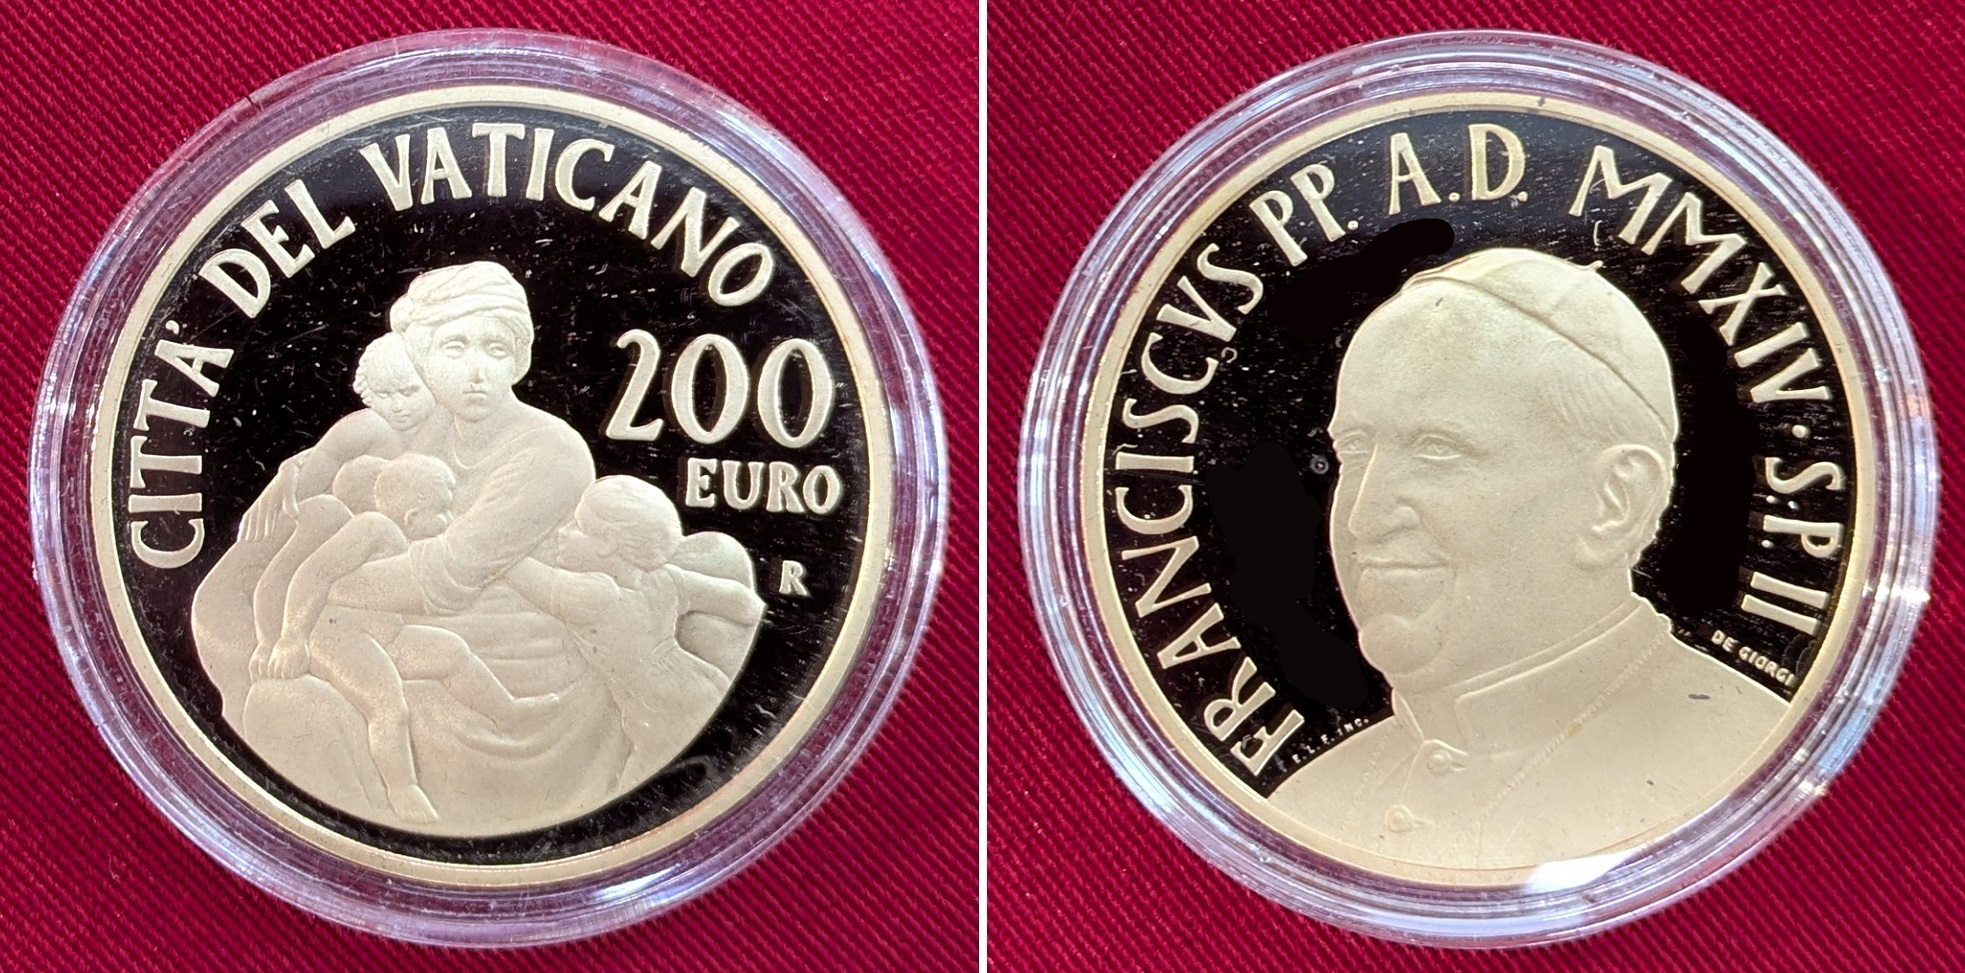 CITTA' DEL VATICANO
200
EURO
R
FRANCISCVS PP. A.D. MMXIV · S.P. II
DE GIORGI
E. L. F. INC.